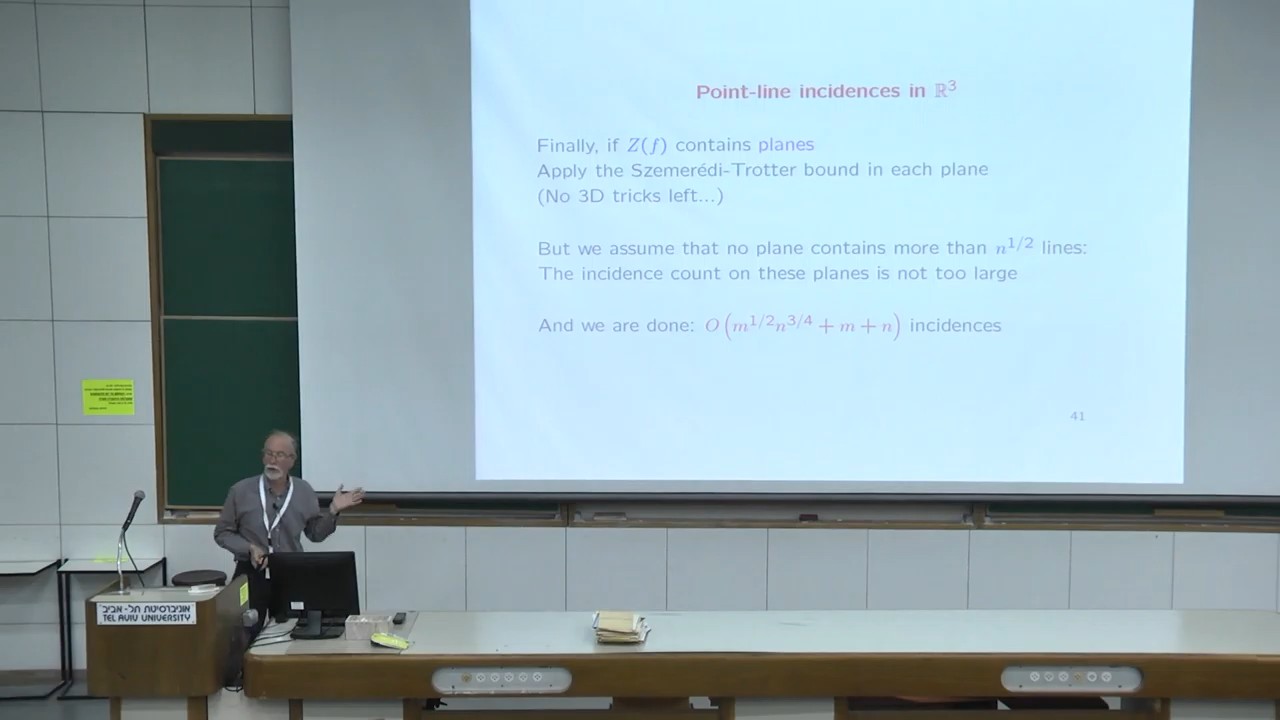 Point-line incidences in ℝ³
Finally, if Z(f) contains planes
Apply the Szemerédi-Trotter bound in each plane
(No 3D tricks left...)
But we assume that no plane contains more than n^{1/2} lines:
The incidence count on these planes is not too large
And we are done: O(m^{1/2}n^{3/4} + m + n) incidences
41
אוניברסיטת תל-אביב
TEL AVIV UNIVERSITY